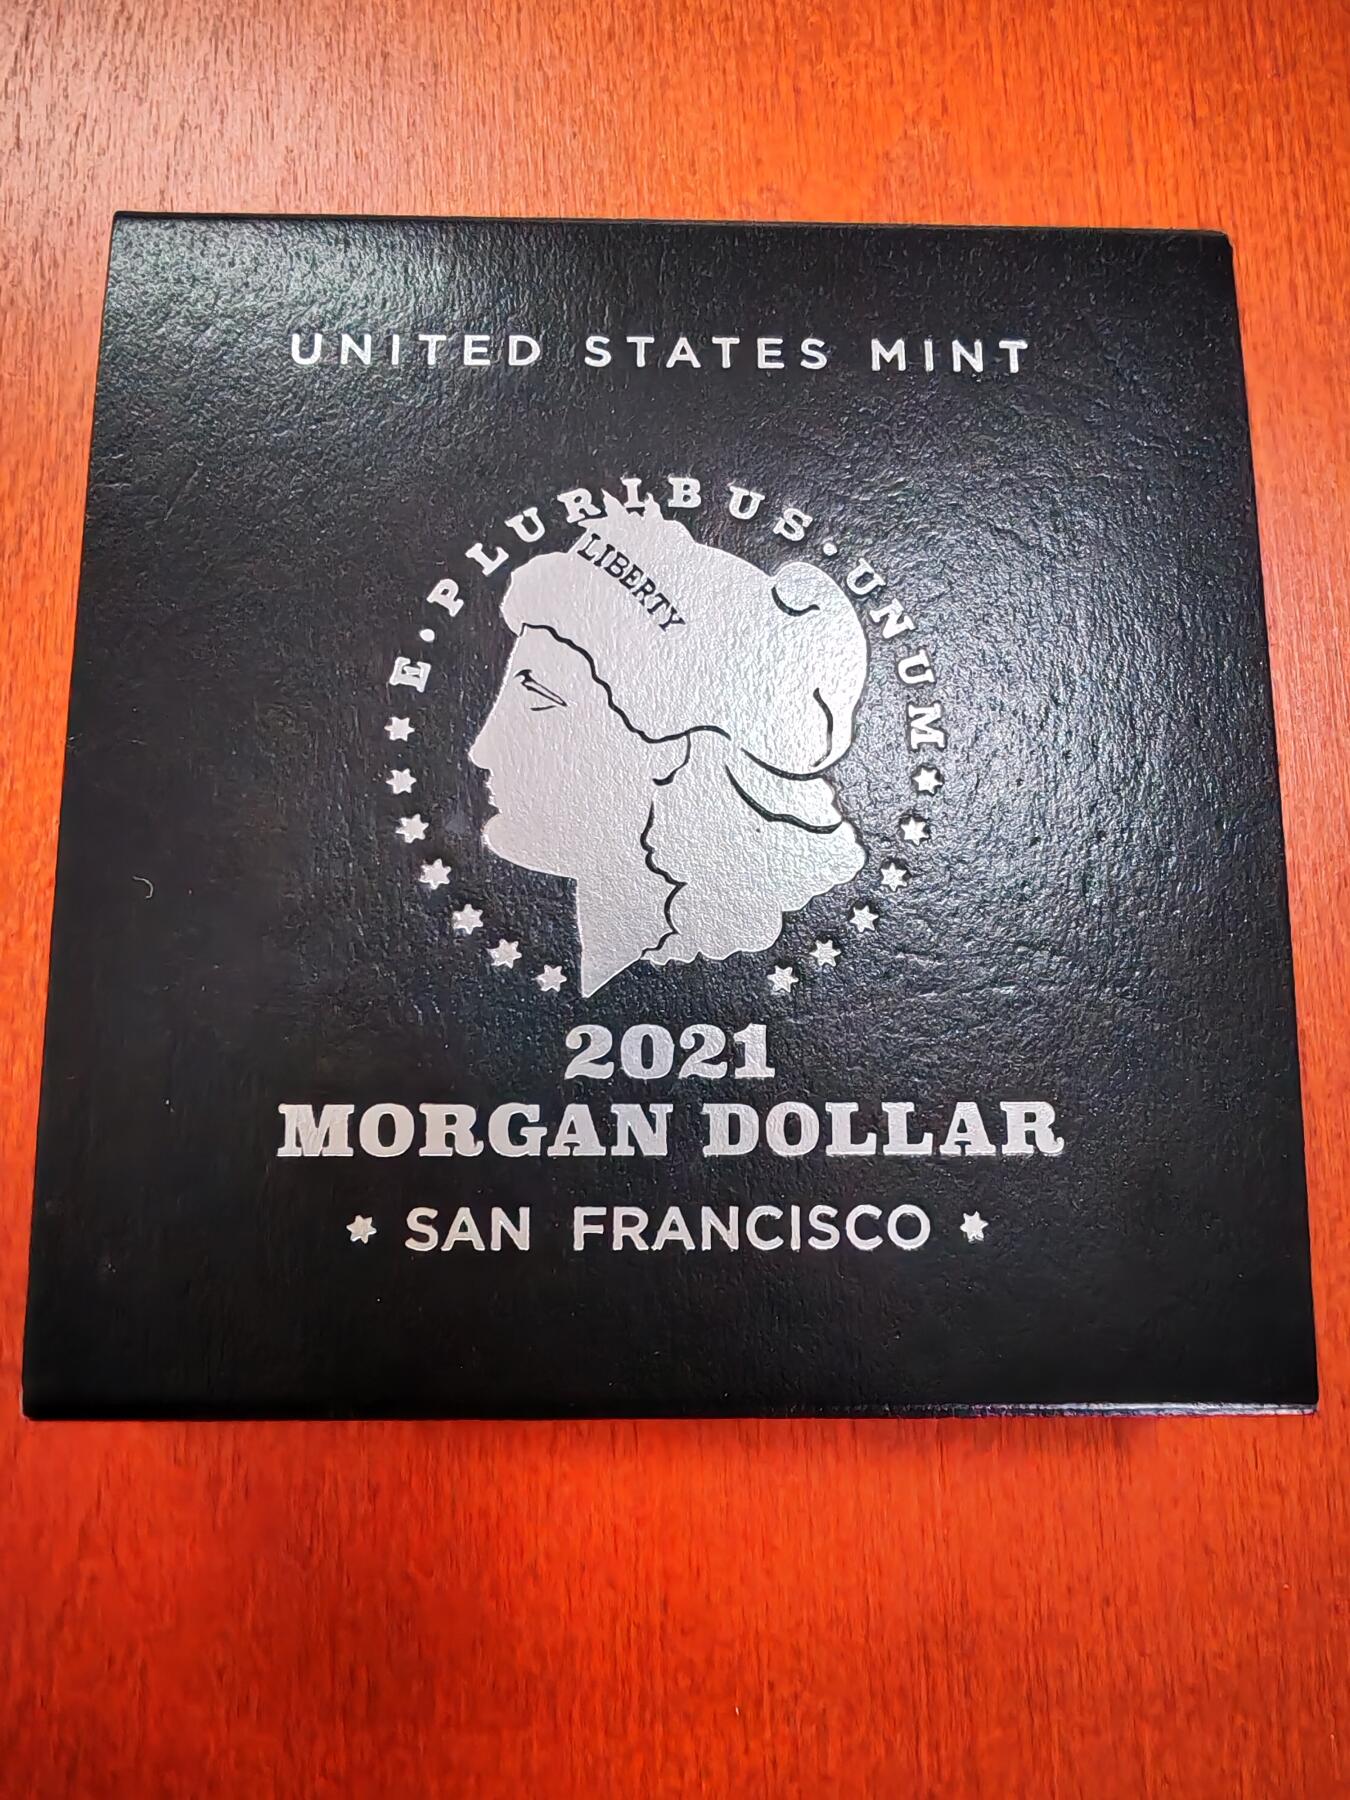 UNITED STATES MINT
E·PLURIBUS·UNUM
LIBERTY
2021
MORGAN DOLLAR
SAN FRANCISCO